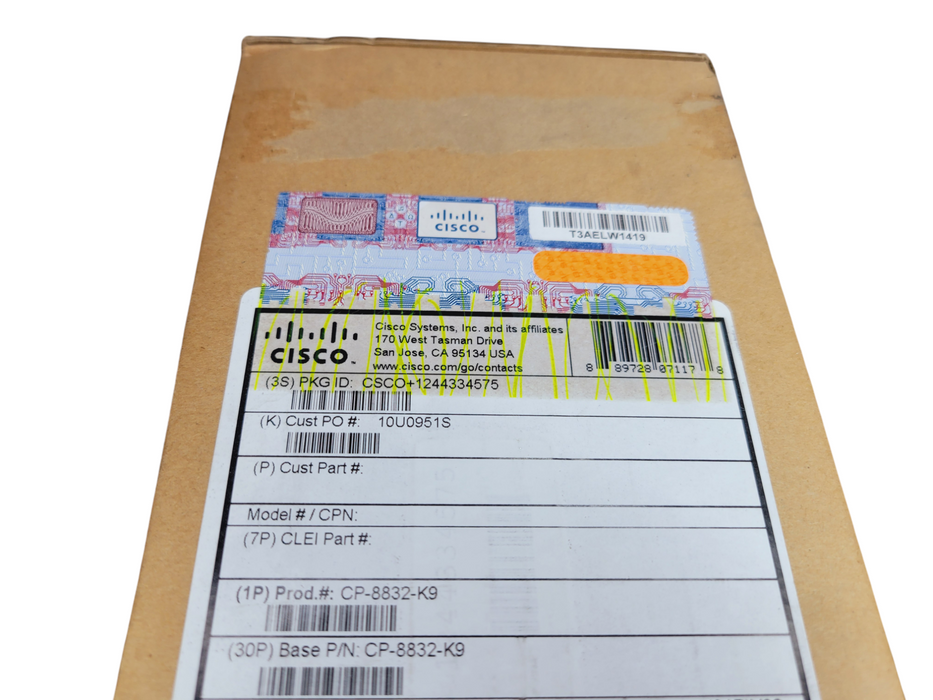 CISCO
T3AELW1419
CISCO
Cisco Systems, Inc. and its affiliates
170 West Tasman Drive
San Jose, CA 95134 USA
www.cisco.com/go/contacts
8 89728 07117 8
(3S) PKG ID: CSCO+1244334575
(K) Cust PO #: 10U0951S
(P) Cust Part #:
Model # / CPN:
(7P) CLEI Part #:
(1P) Prod.#: CP-8832-K9
(30P) Base P/N: CP-8832-K9